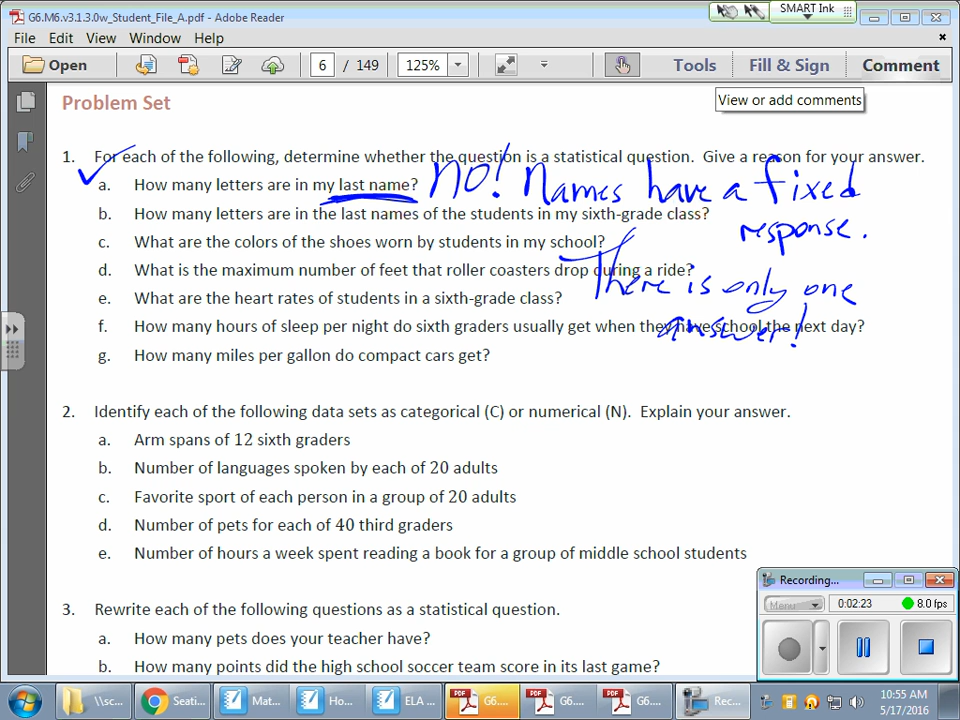 G6.M6.v3.1.3.0w_Student_File_A.pdf - Adobe Reader
SMART Ink
File Edit View Window Help
Open 6 / 149 125% Tools Fill & Sign Comment
View or add comments
Problem Set
1. For each of the following, determine whether the question is a statistical question. Give a reason for your answer.
a. How many letters are in my last name? NO! Names have a fixed
response.
b. How many letters are in the last names of the students in my sixth-grade class?
c. What are the colors of the shoes worn by students in my school?
d. What is the maximum number of feet that roller coasters drop during a ride?
There is only one
answer!
e. What are the heart rates of students in a sixth-grade class?
f. How many hours of sleep per night do sixth graders usually get when they have school the next day?
g. How many miles per gallon do compact cars get?
2. Identify each of the following data sets as categorical (C) or numerical (N). Explain your answer.
a. Arm spans of 12 sixth graders
b. Number of languages spoken by each of 20 adults
c. Favorite sport of each person in a group of 20 adults
d. Number of pets for each of 40 third graders
e. Number of hours a week spent reading a book for a group of middle school students
3. Rewrite each of the following questions as a statistical question.
a. How many pets does your teacher have?
b. How many points did the high school soccer team score in its last game?
Recording...
Menu 0:02:23 8.0 fps
\\sc... Seati... Mat... Ho... ELA ... G6.... G6.... G6.... Rec...
10:55 AM
5/17/2016